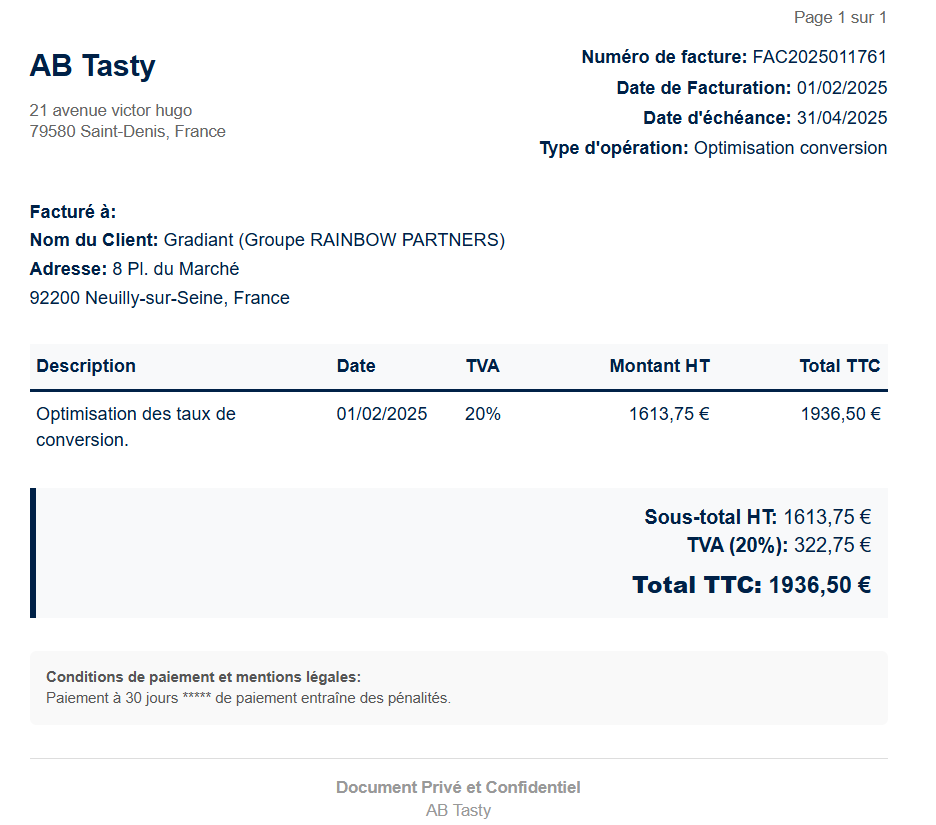 Page 1 sur 1
AB Tasty
21 avenue victor hugo
79580 Saint-Denis, France
Numéro de facture: FAC2025011761
Date de Facturation: 01/02/2025
Date d'échéance: 31/04/2025
Type d'opération: Optimisation conversion
Facturé à:
Nom du Client: Gradiant (Groupe RAINBOW PARTNERS)
Adresse: 8 Pl. du Marché
92200 Neuilly-sur-Seine, France
Description Date TVA Montant HT Total TTC
Optimisation des taux de 01/02/2025 20% 1613,75 € 1936,50 €
conversion.
Sous-total HT: 1613,75 €
TVA (20%): 322,75 €
Total TTC: 1936,50 €
Conditions de paiement et mentions légales:
Paiement à 30 jours ***** de paiement entraîne des pénalités.
Document Privé et Confidentiel
AB Tasty